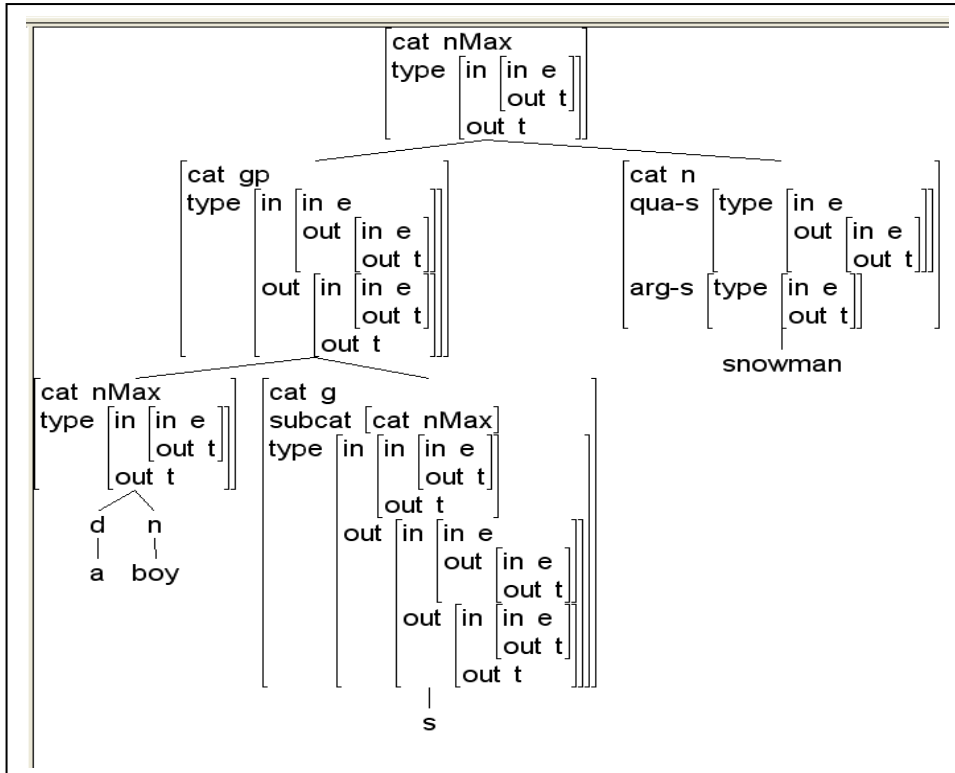 cat nMax
type in in e
out t
out t
cat gp
type in in e
out in e
out t
out in in e
out t
out t
cat n
qua-s type in e
out in e
out t
arg-s type in e
out t
snowman
cat nMax
type in in e
out t
out t
d n
a boy
cat g
subcat [cat nMax]
type in in in e
out t
out t
out in in e
out in e
out t
out in in e
out t
out t
s